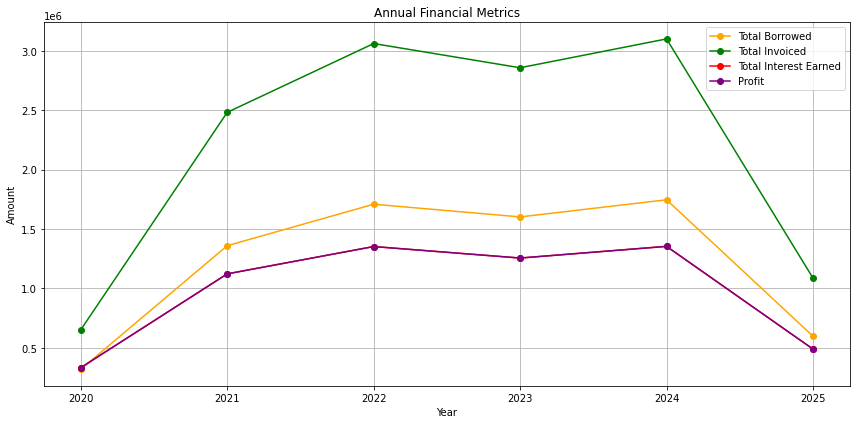 Annual Financial Metrics
1e6
Total Borrowed
Total Invoiced
Total Interest Earned
Profit
3.0
2.5
2.0
1.5
1.0
0.5
Amount
2020 2021 2022 2023 2024 2025
Year